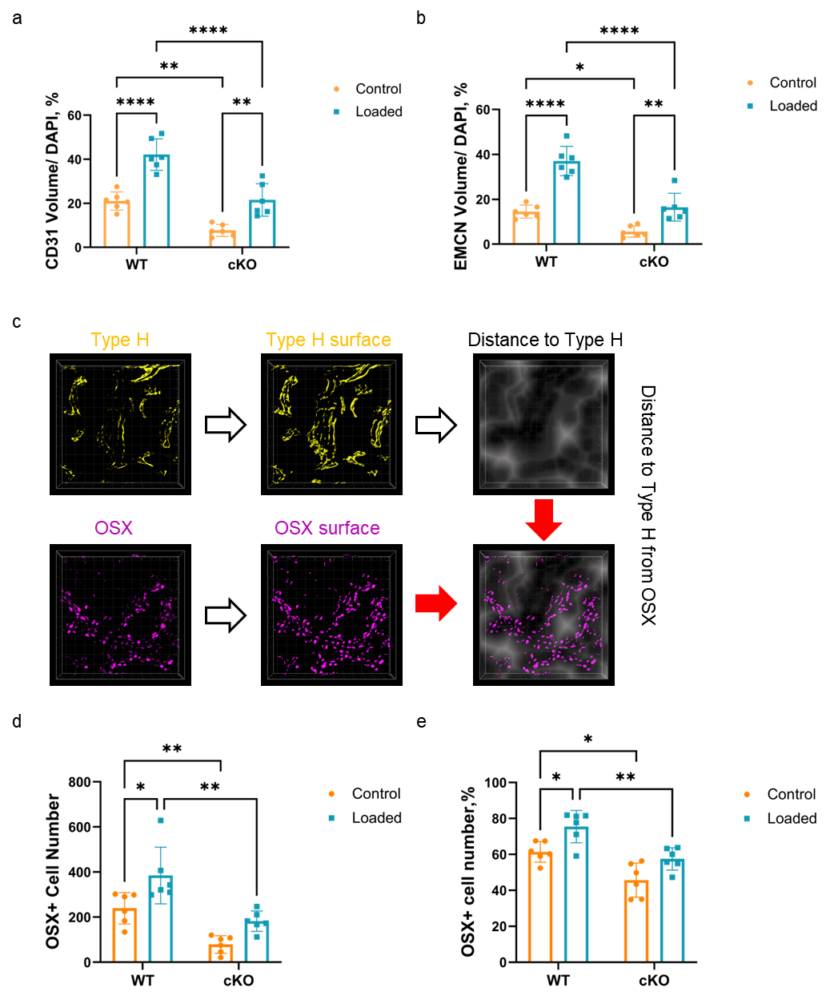 a
****
**
****
**
Control
Loaded
CD31 Volume/ DAPI, %
60
40
20
0
WT
cKO
b
****
*
****
**
Control
Loaded
EMCN Volume/ DAPI, %
60
40
20
0
WT
cKO
c
Type H
Type H surface
Distance to Type H
Distance to Type H from OSX
OSX
OSX surface
d
**
*
**
Control
Loaded
OSX+ Cell Number
800
600
400
200
0
WT
cKO
e
*
*
**
Control
Loaded
OSX+ cell number,%
100
80
60
40
20
0
WT
cKO